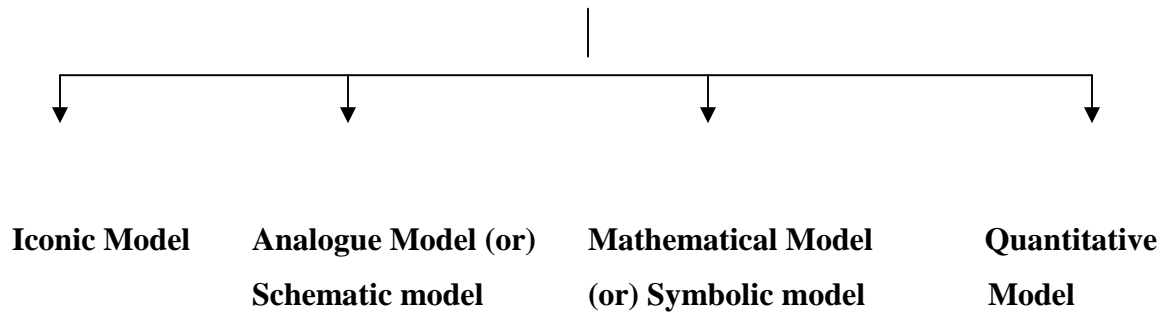 Iconic Model Analogue Model (or) Mathematical Model Quantitative
Schematic model (or) Symbolic model Model